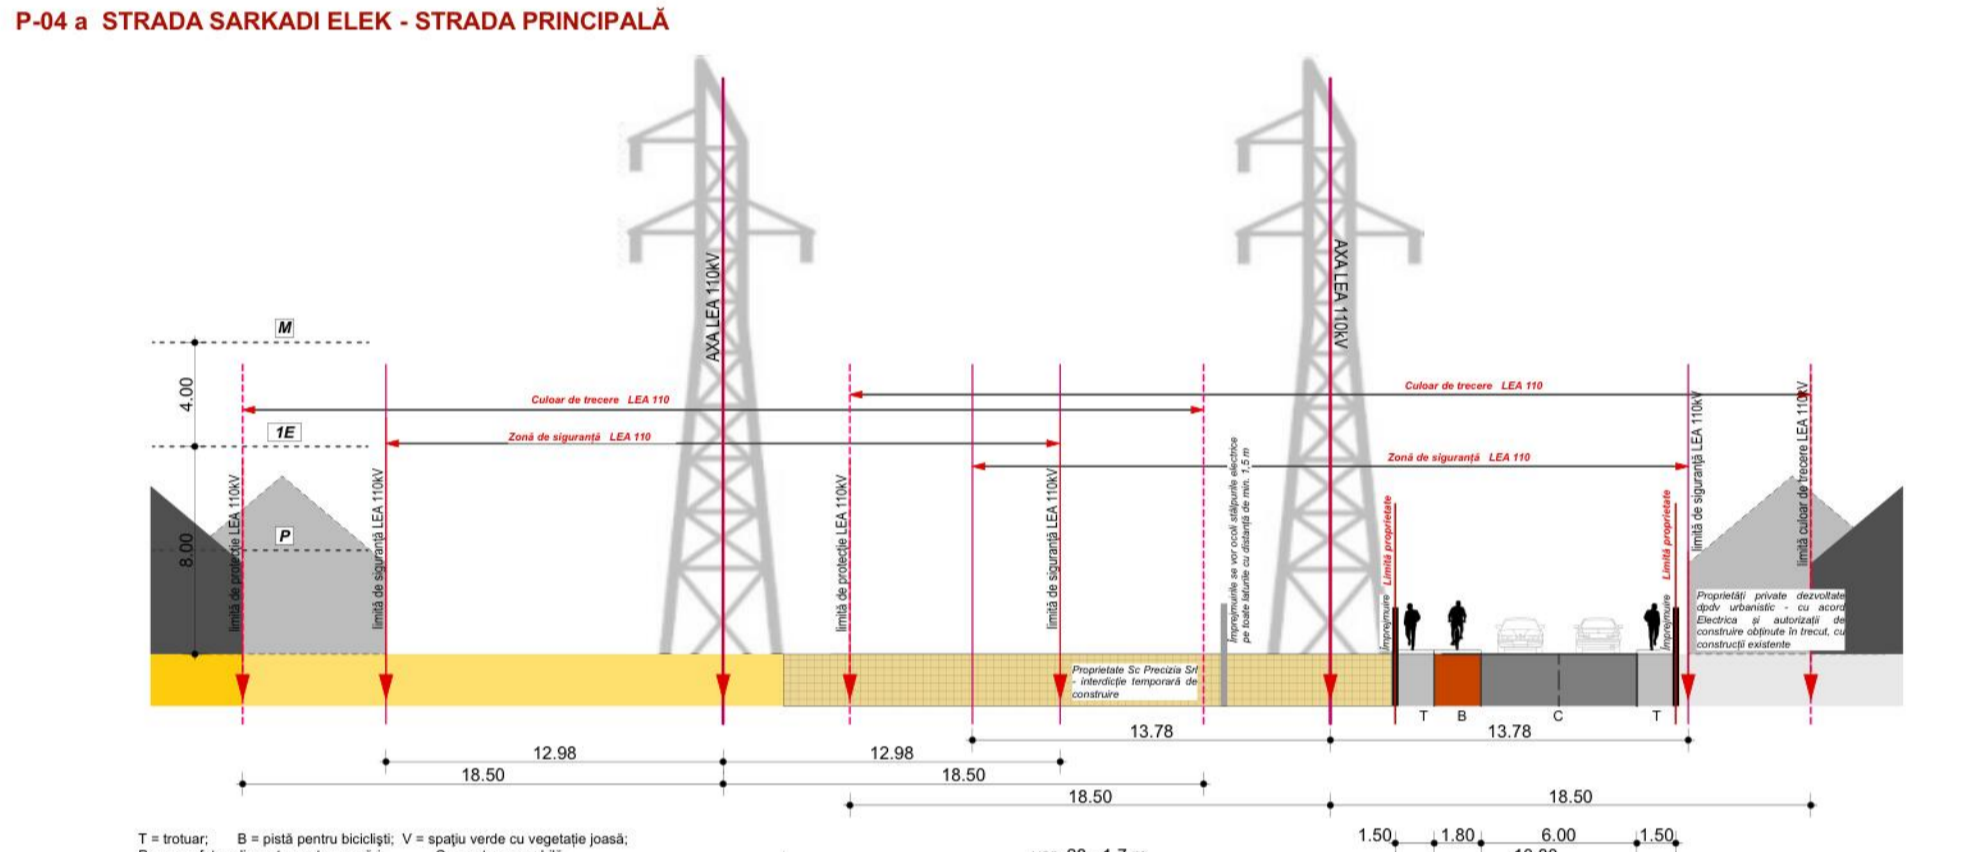 P-04 a STRADA SARKADI ELEK - STRADA PRINCIPALĂ
M
4.00
1E
8.00
P
limită de protecție LEA 110kV
limită de siguranță LEA 110kV
AXA LEA 110kV
Culoar de trecere LEA 110
Zonă de siguranță LEA 110
limită de protecție LEA 110kV
limită de siguranță LEA 110kV
Împrejmuirile se vor ocoli stâlpurile electrice
pe toate laturile cu distanță de min. 1,5 m
AXA LEA 110kV
Culoar de trecere LEA 110
Zonă de siguranță LEA 110
Împrejmuire
Limită proprietate
Împrejmuire
Limită proprietate
limită de siguranță LEA 110kV
limită culoar de trecere LEA 110kV
Proprietăți private dezvoltate
dpdv urbanistic - cu acord
Electrica și autorizații de
construire obținute în trecut, cu
construcții existente
Proprietate Sc Precizia Srl
- interdicție temporară de
construire
T B C T
13.78 13.78
12.98 12.98
18.50 18.50
18.50 18.50
1.50 1.80 6.00 1.50
T = trotuar; B = pistă pentru bicicliști; V = spațiu verde cu vegetație joasă;